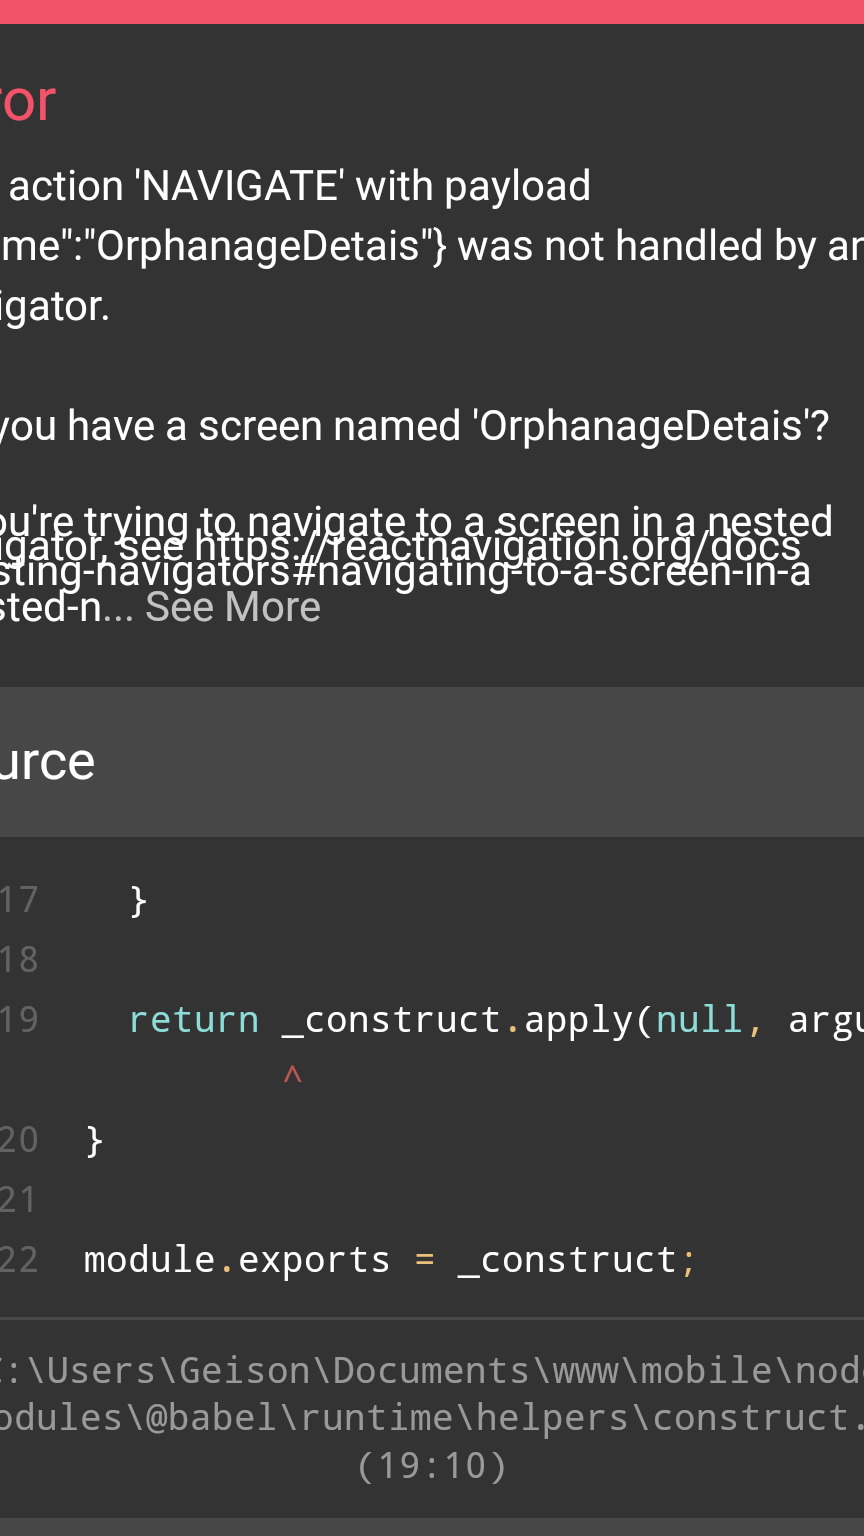 ror
action 'NAVIGATE' with payload
me":"OrphanageDetais"} was not handled by an
igator.
you have a screen named 'OrphanageDetais'?
ou're trying to navigate to a screen in a nested
igator, see https://reactnavigation.org/docs
sting-navigators#navigating-to-a-screen-in-a
sted-n... See More
urce
17 }
18
19 return _construct.apply(null, argu
^
20 }
21
22 module.exports = _construct;
C:\Users\Geison\Documents\www\mobile\node
odules\@babel\runtime\helpers\construct.
(19:10)